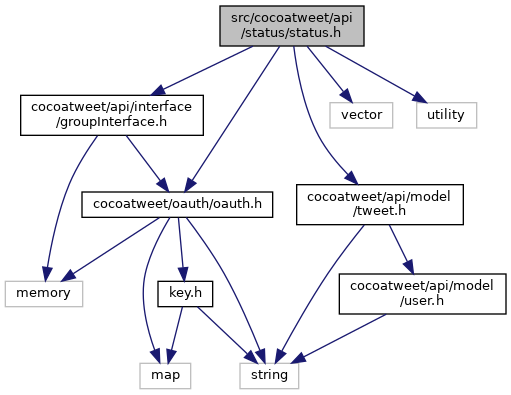 src/cocoatweet/api
/status/status.h
cocoatweet/api/interface
/groupInterface.h
vector
utility
cocoatweet/oauth/oauth.h
cocoatweet/api/model
/tweet.h
memory
key.h
cocoatweet/api/model
/user.h
map
string